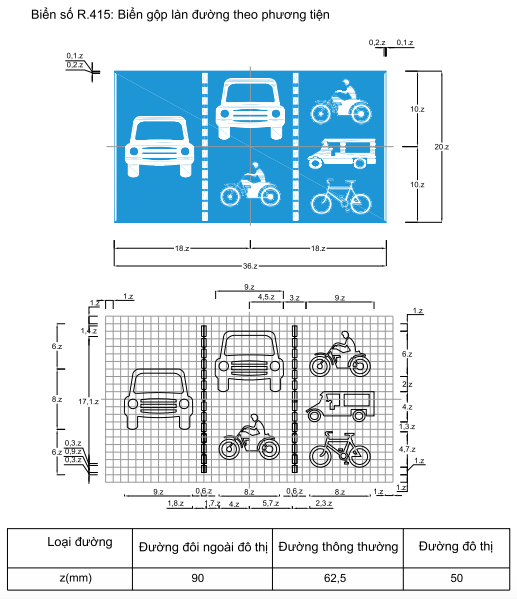 Biển số R.415: Biển gộp làn đường theo phương tiện
0,2.z
0,1.z
0,1.z
0,2.z
10.z
20.z
10.z
18.z
18.z
36.z
9.z
1.z
4,5.z
3.z
9.z
1.z
1.z
1,4.z
6.z
6.z
2.z
8.z
17,1.z
4.z
1,3.z
0,3.z
0,9.z
6.z
0,3.z
4,7.z
1.z
1.z
9.z
0,6.z
8.z
0,6.z
8.z
1.z
1,8.z
1,7.z
4.z
5,7.z
2,3.z
Loại đường
Đường đôi ngoài đô thị
Đường thông thường
Đường đô thị
z(mm)
90
62,5
50